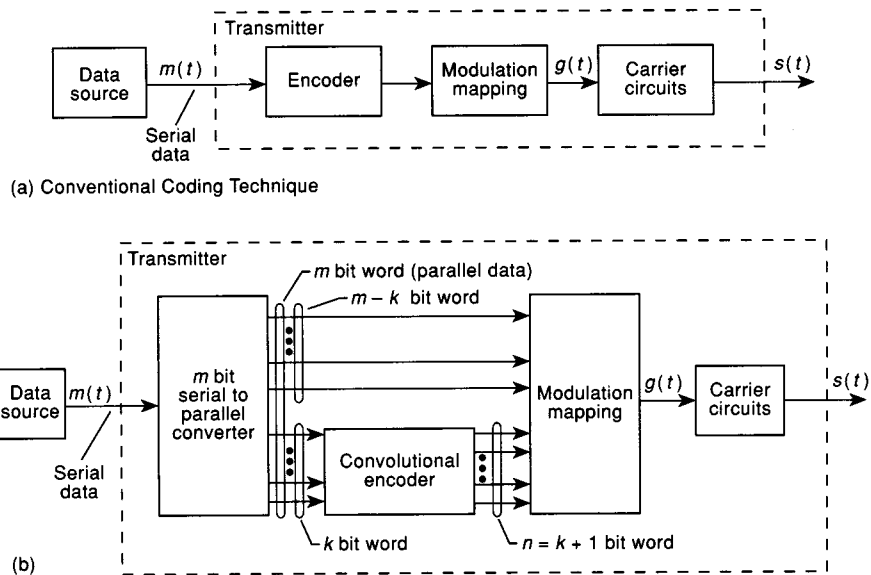 Transmitter
Data
source
m(t)
Serial
data
Encoder
Modulation
mapping
g(t)
Carrier
circuits
s(t)
(a) Conventional Coding Technique
Transmitter
m bit word (parallel data)
m – k bit word
Data
source
m(t)
Serial
data
m bit
serial to
parallel
converter
Convolutional
encoder
k bit word
n = k + 1 bit word
Modulation
mapping
g(t)
Carrier
circuits
s(t)
(b)